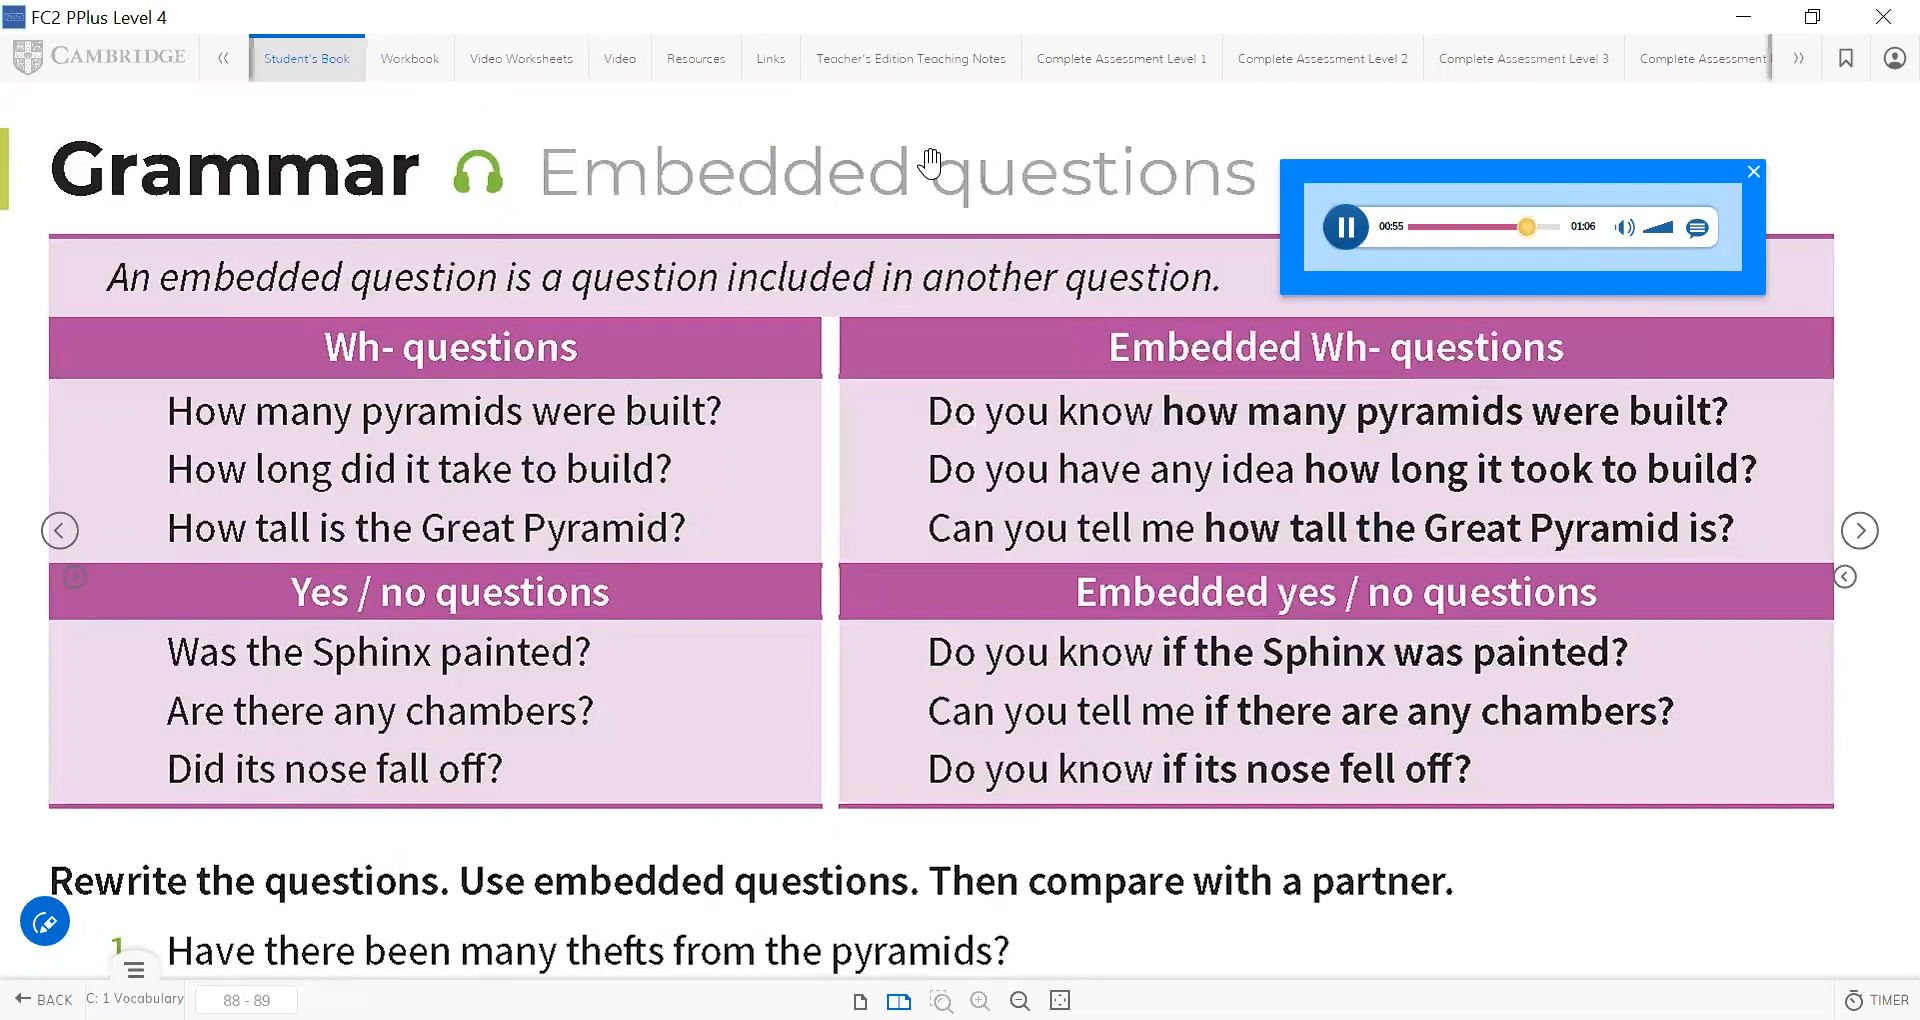 FC2 PPlus Level 4
CAMBRIDGE
Student's Book
Workbook
Video Worksheets
Video
Resources
Links
Teacher's Edition Teaching Notes
Complete Assessment Level 1
Complete Assessment Level 2
Complete Assessment Level 3
Complete Assessment
Grammar Embedded questions
00:55 01:06
An embedded question is a question included in another question.
Wh- questions
How many pyramids were built?
How long did it take to build?
How tall is the Great Pyramid?
Embedded Wh- questions
Do you know how many pyramids were built?
Do you have any idea how long it took to build?
Can you tell me how tall the Great Pyramid is?
Yes / no questions
Was the Sphinx painted?
Are there any chambers?
Did its nose fall off?
Embedded yes / no questions
Do you know if the Sphinx was painted?
Can you tell me if there are any chambers?
Do you know if its nose fell off?
Rewrite the questions. Use embedded questions. Then compare with a partner.
1 Have there been many thefts from the pyramids?
BACK
C: 1 Vocabulary
88 - 89
TIMER